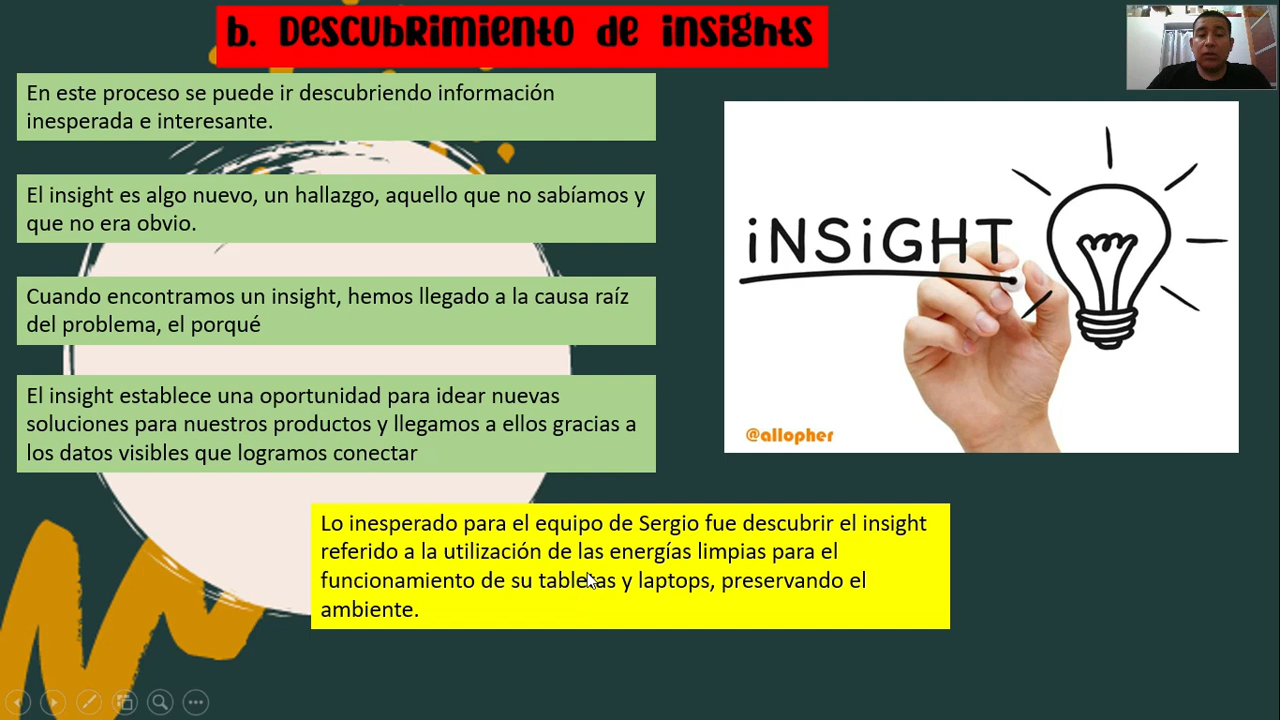 b. Descubrimiento de insights
En este proceso se puede ir descubriendo información
inesperada e interesante.
El insight es algo nuevo, un hallazgo, aquello que no sabíamos y
que no era obvio.
Cuando encontramos un insight, hemos llegado a la causa raíz
del problema, el porqué
El insight establece una oportunidad para idear nuevas
soluciones para nuestros productos y llegamos a ellos gracias a
los datos visibles que logramos conectar
iNSiGHT
@allopher
Lo inesperado para el equipo de Sergio fue descubrir el insight
referido a la utilización de las energías limpias para el
funcionamiento de su tabletas y laptops, preservando el
ambiente.